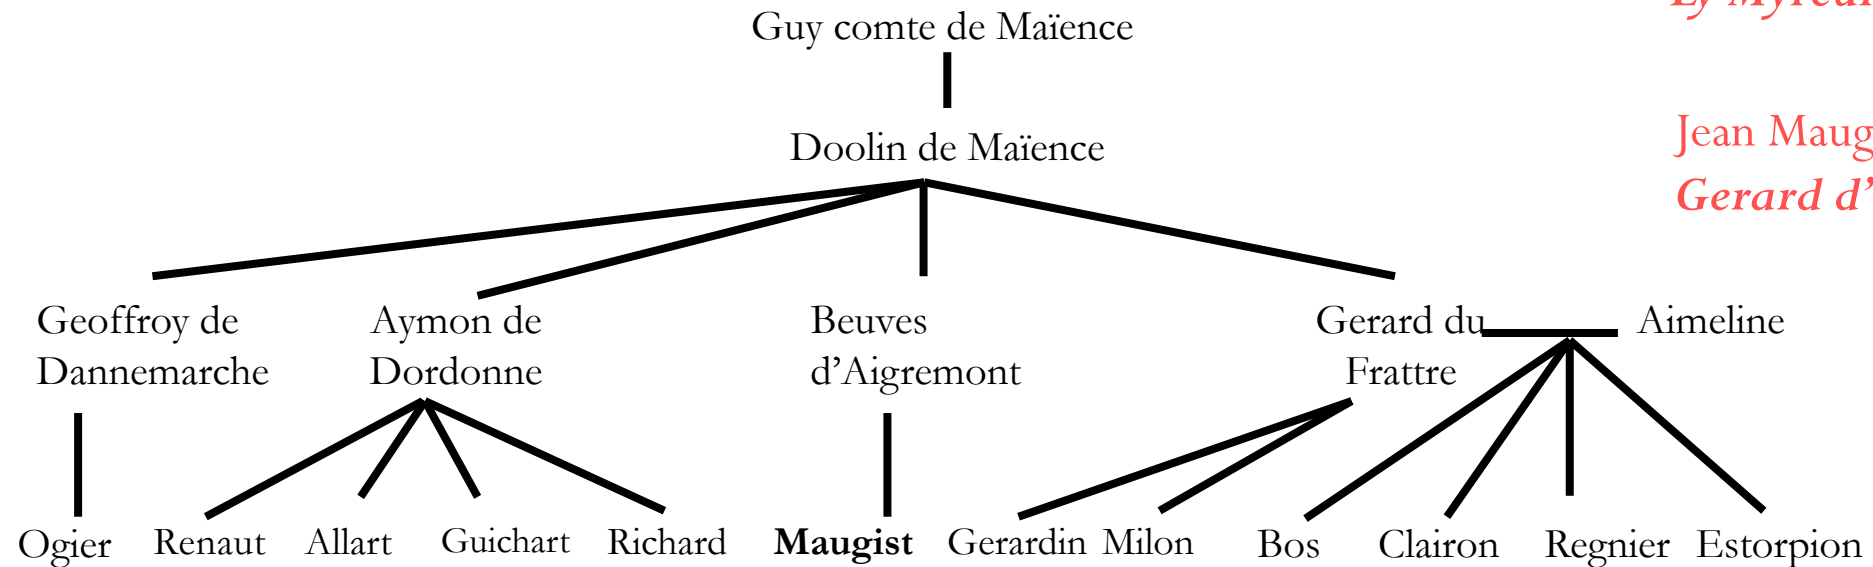 Guy comte de Maïence
Doolin de Maïence
Jean
Gerard d’
Geoffroy de
Dannemarche
Aymon de
Dordonne
Beuves
d’Aigremont
Gerard du
Frattre
Aimeline
Ogier Renaut Allart Guichart Richard Maugist Gerardin Milon Bos Clairon Regnier Estorpion